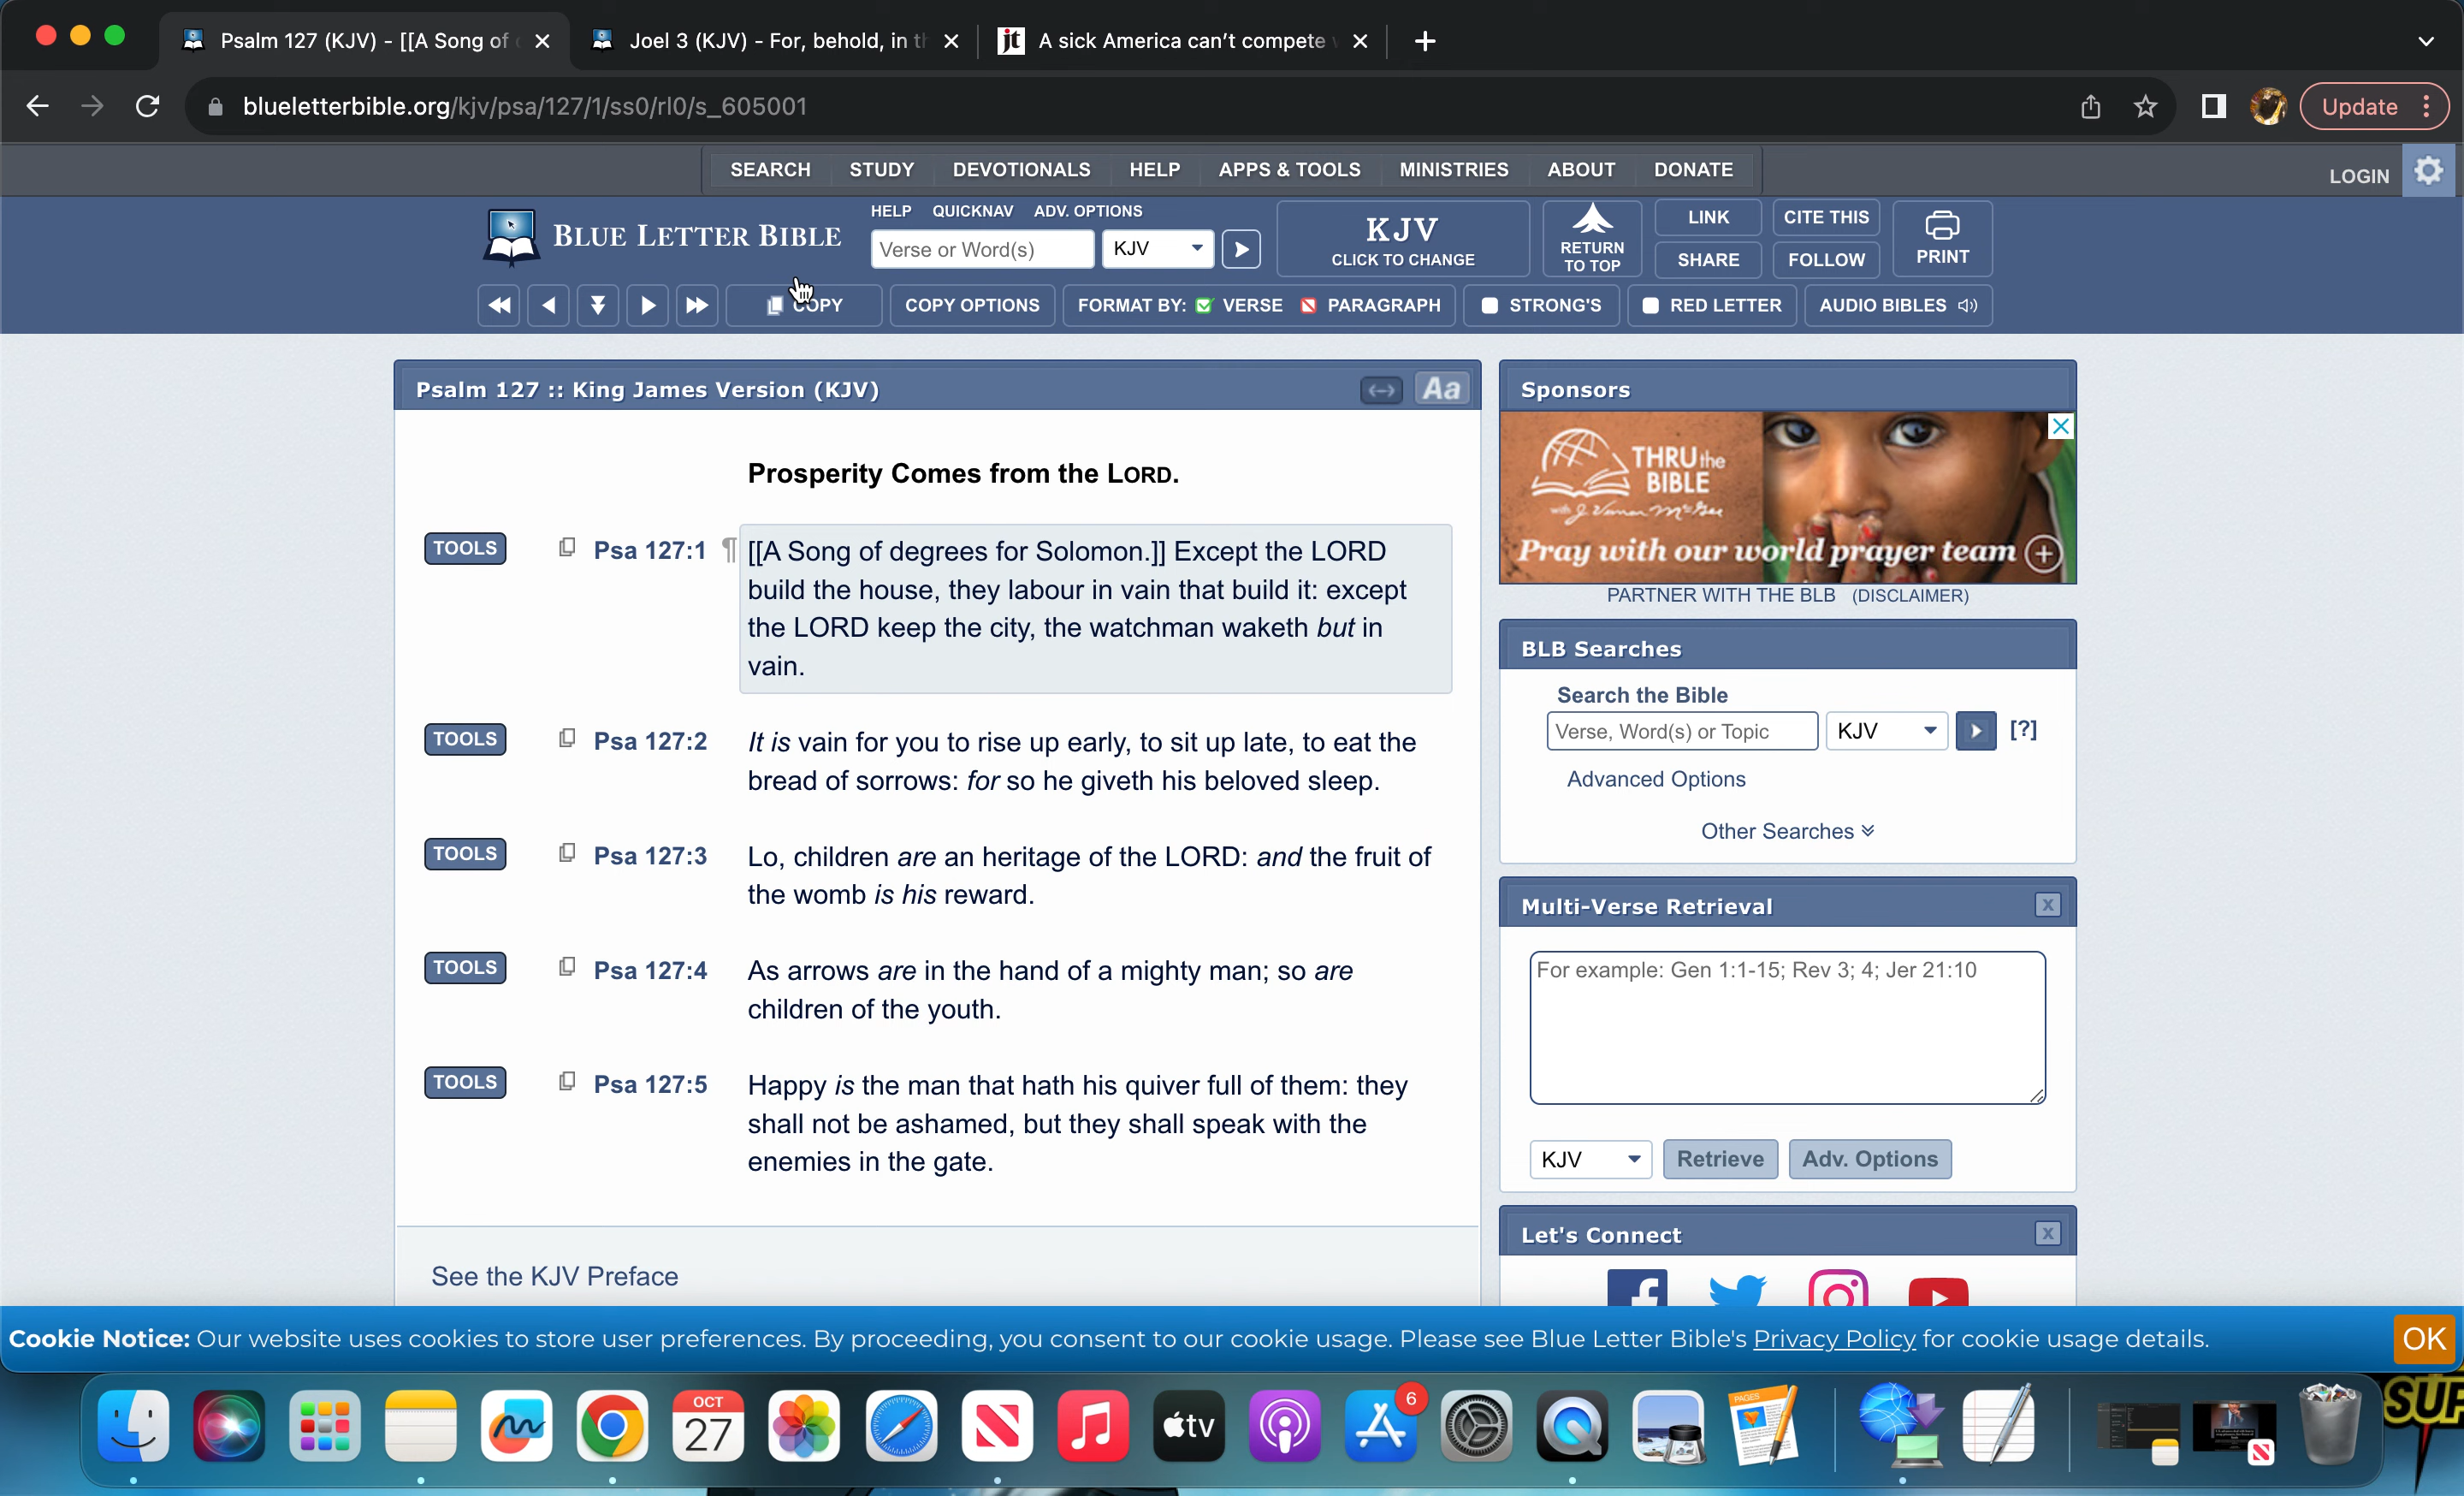 Psalm 127 (KJV) - [[A Song of
Joel 3 (KJV) - For, behold, in th
jt A sick America can't compete
blueletterbible.org/kjv/psa/127/1/ss0/rl0/s_605001
Update
SEARCH STUDY DEVOTIONALS HELP APPS & TOOLS MINISTRIES ABOUT DONATE
LOGIN
BLUE LETTER BIBLE
HELP QUICKNAV ADV. OPTIONS
Verse or Word(s) KJV
KJV
CLICK TO CHANGE
RETURN
TO TOP
LINK CITE THIS
SHARE FOLLOW
PRINT
COPY COPY OPTIONS FORMAT BY: VERSE PARAGRAPH STRONG'S RED LETTER AUDIO BIBLES
Psalm 127 :: King James Version (KJV) Aa
Prosperity Comes from the LORD.
TOOLS Psa 127:1 ¶ [[A Song of degrees for Solomon.]] Except the LORD
build the house, they labour in vain that build it: except
the LORD keep the city, the watchman waketh but in
vain.
TOOLS Psa 127:2 It is vain for you to rise up early, to sit up late, to eat the
bread of sorrows: for so he giveth his beloved sleep.
TOOLS Psa 127:3 Lo, children are an heritage of the LORD: and the fruit of
the womb is his reward.
TOOLS Psa 127:4 As arrows are in the hand of a mighty man; so are
children of the youth.
TOOLS Psa 127:5 Happy is the man that hath his quiver full of them: they
shall not be ashamed, but they shall speak with the
enemies in the gate.
See the KJV Preface
Sponsors
THRU the
BIBLE
with J. Vernon McGee
Pray with our world prayer team
PARTNER WITH THE BLB (DISCLAIMER)
BLB Searches
Search the Bible
Verse, Word(s) or Topic KJV [?]
Advanced Options
Other Searches
Multi-Verse Retrieval x
For example: Gen 1:1-15; Rev 3; 4; Jer 21:10
KJV Retrieve Adv. Options
Let's Connect x
Cookie Notice: Our website uses cookies to store user preferences. By proceeding, you consent to our cookie usage. Please see Blue Letter Bible's Privacy Policy for cookie usage details. OK
OCT
27
tv
6
PAGES
SUF